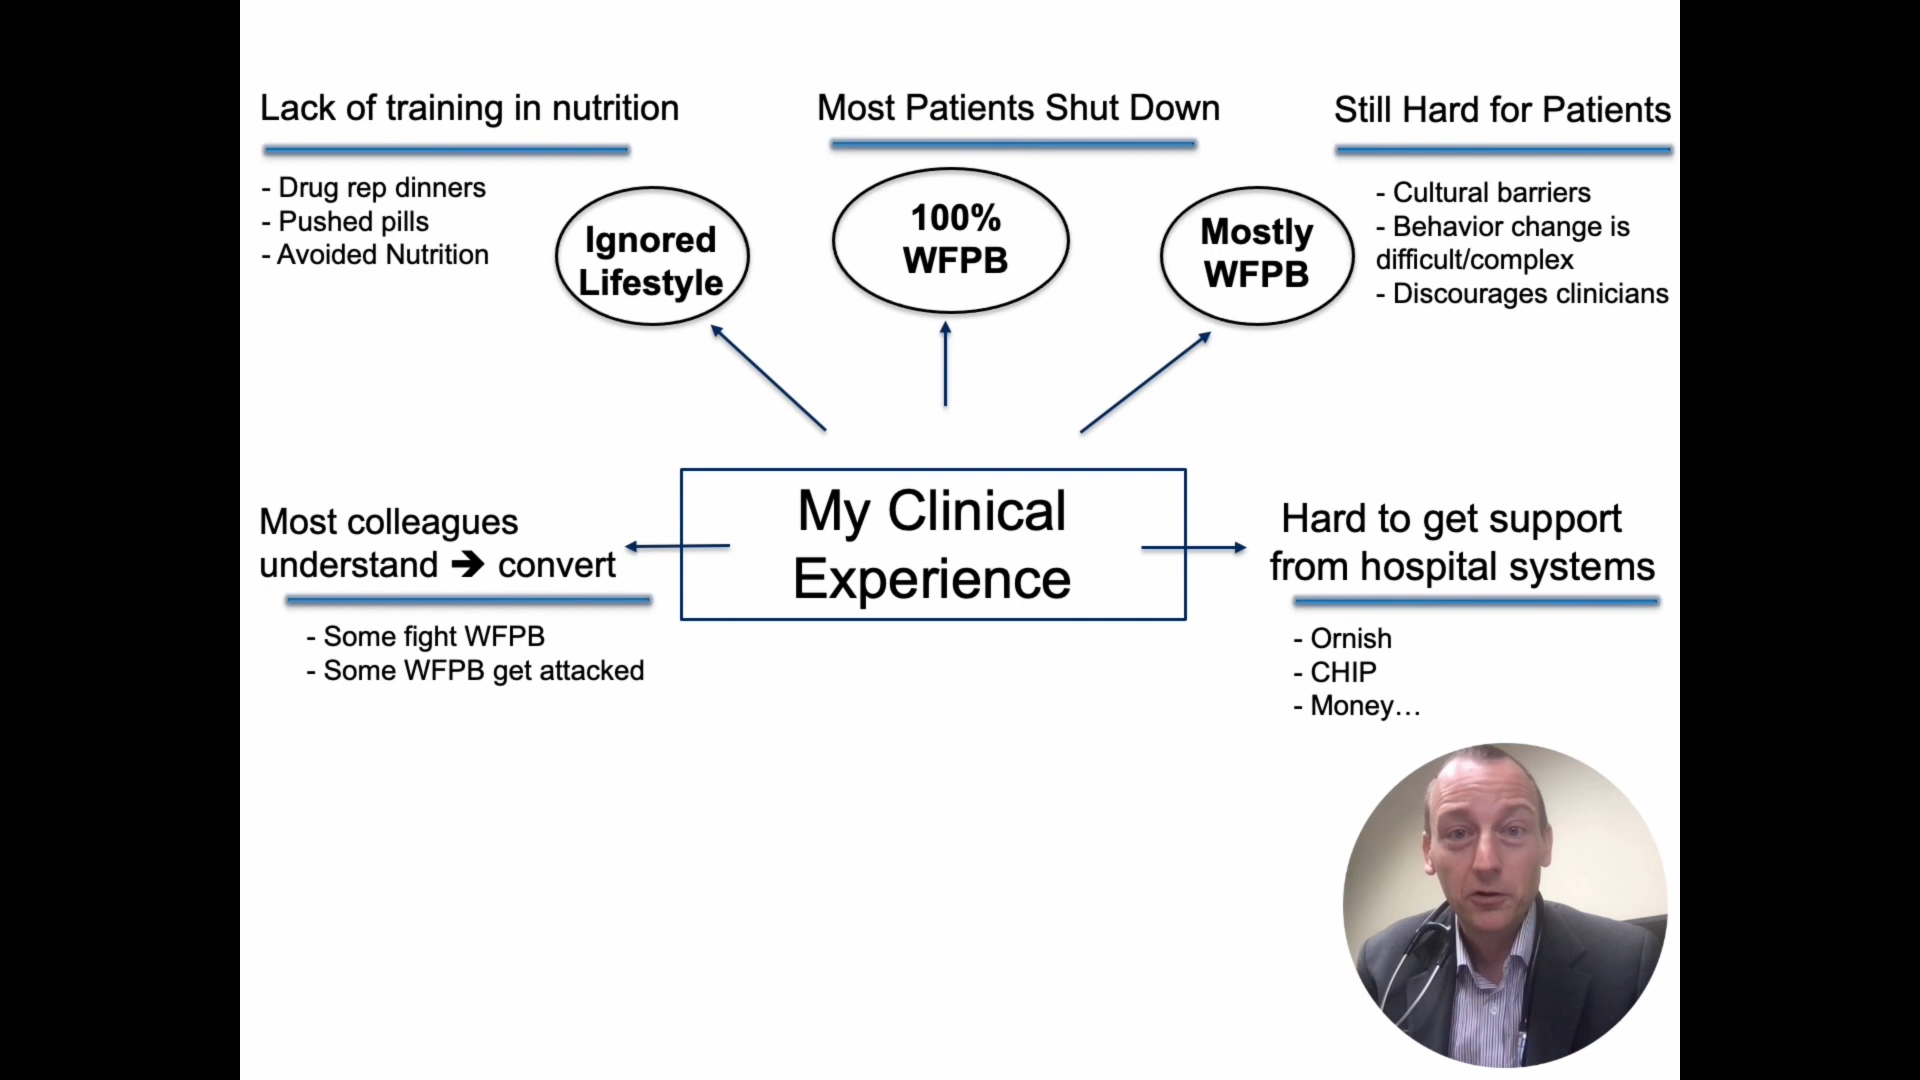 Lack of training in nutrition
- Drug rep dinners
- Pushed pills
- Avoided Nutrition
Ignored
Lifestyle
Most Patients Shut Down
100%
WFPB
Mostly
WFPB
Still Hard for Patients
- Cultural barriers
- Behavior change is
difficult/complex
- Discourages clinicians
My Clinical
Experience
Most colleagues
understand ➔ convert
- Some fight WFPB
- Some WFPB get attacked
Hard to get support
from hospital systems
- Ornish
- CHIP
- Money…